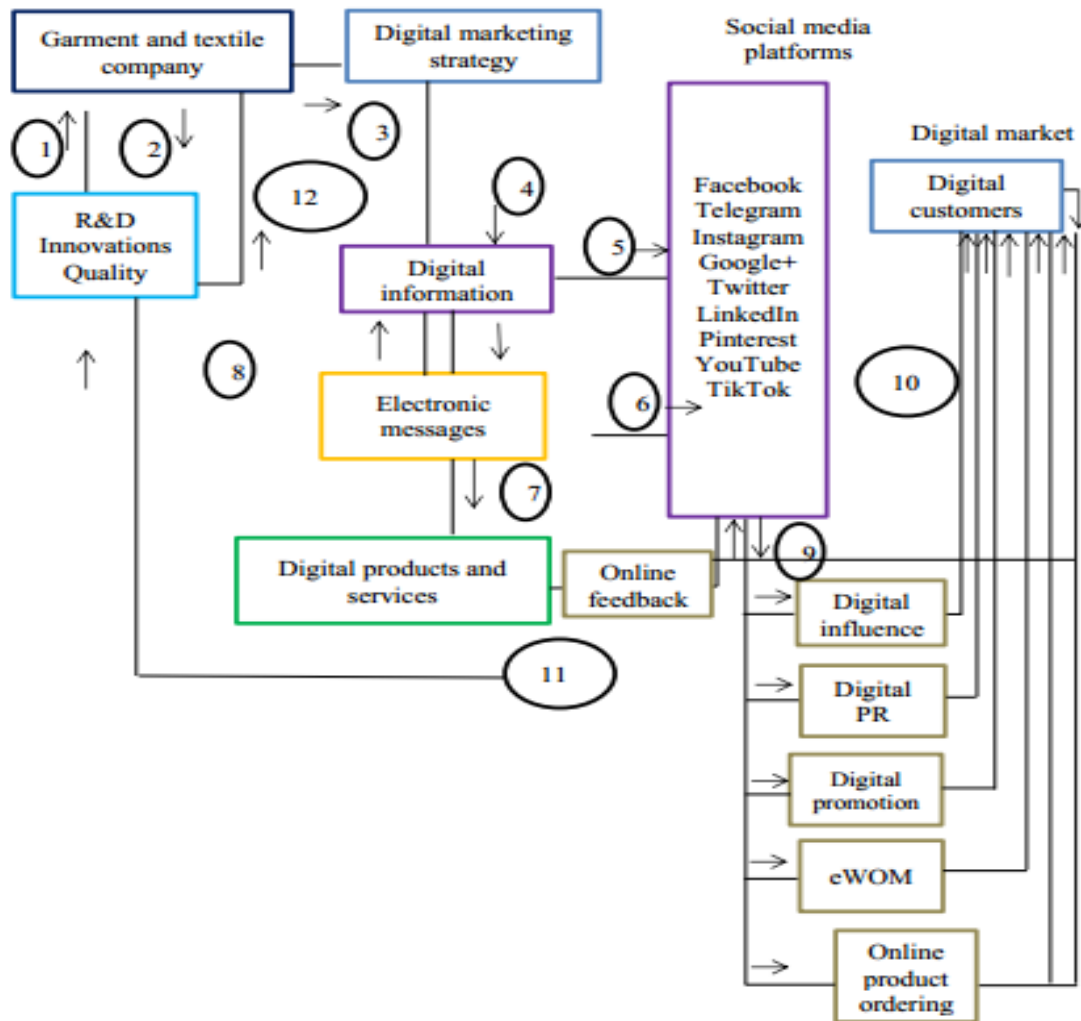 Garment and textile
company
Digital marketing
strategy
Social media
platforms
1
2
3
Digital market
R&D
Innovations
Quality
12
4
Facebook
Telegram
Instagram
Google+
Twitter
LinkedIn
Pinterest
YouTube
TikTok
Digital
customers
5
Digital
information
8
6
10
Electronic
messages
7
9
Digital products and
services
Online
feedback
Digital
influence
11
Digital
PR
Digital
promotion
eWOM
Online
product
ordering